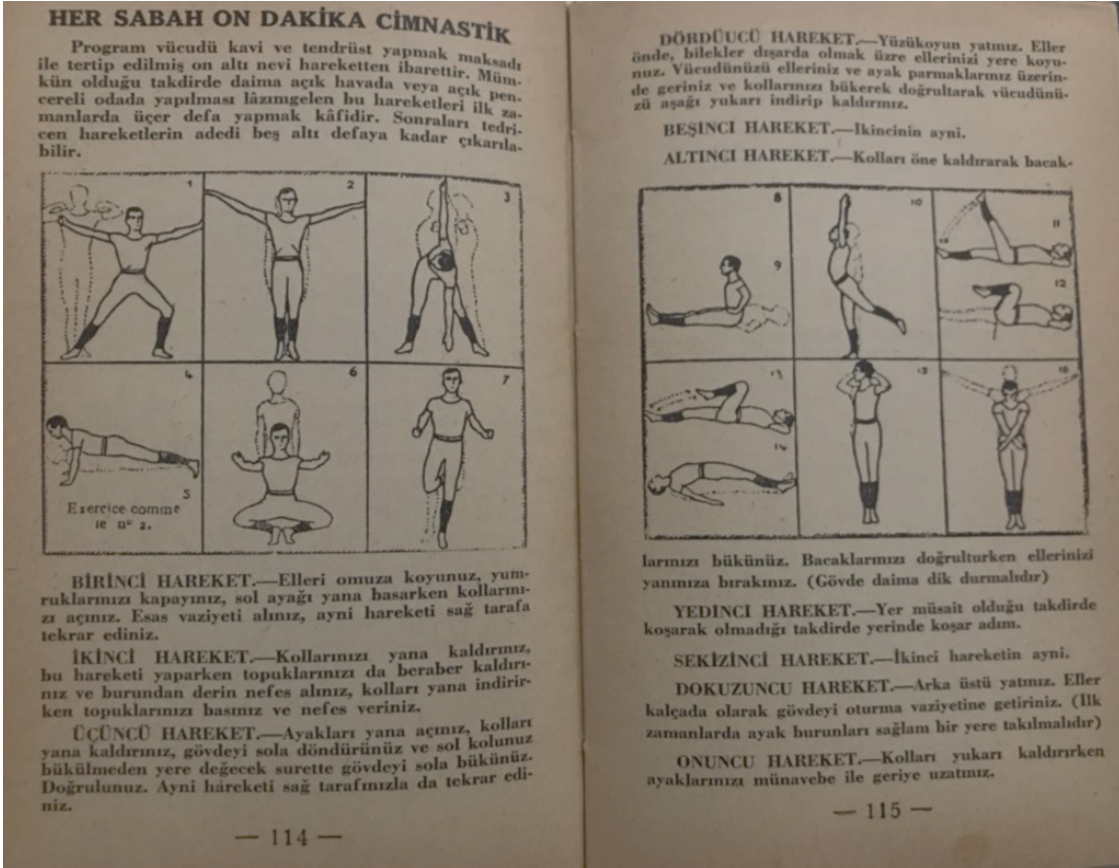 HER SABAH ON DAKİKA CİMNASTİK
Program vücudü kavi ve tendrüst yapmak maksadı
ile tertip edilmiş on altı nevi hareketten ibarettir. Müm-
kün olduğu takdirde daima açık havada veya açık pen-
cereli odada yapılması lâzımgelen bu hareketleri ilk za-
manlarda üçer defa yapmak kâfidir. Sonraları tedri-
cen hareketlerin adedi beş altı defaya kadar çıkarıla-
bilir.
1
2
3
4
5
Esercice comme
le n° 2.
6
7
BİRİNCİ HAREKET.—Elleri omuza koyunuz, yum-
ruklarınızı kapayınız, sol ayağı yana basarken kollarını-
zı açınız. Esas vaziyeti alınız, ayni hareketi sağ tarafa
tekrar ediniz.
İKİNCİ HAREKET.—Kollarınızı yana kaldırınız,
bu hareketi yaparken topuklarınızı da beraber kaldırı-
nız ve burundan derin nefes alınız, kolları yana indirir-
ken topuklarınızı basınız ve nefes veriniz.
ÜÇÜNCÜ HAREKET.—Ayakları yana açınız, kolları
yana kaldırınız, gövdeyi sola döndürünüz ve sol kolunuz
bükülmeden yere değecek surette gövdeyi sola bükünüz.
Doğrulunuz. Ayni hareketi sağ tarafınızla da tekrar edi-
niz.
— 114 —
DÖRDÜUCÜ HAREKET.—Yüzükoyun yatınız. Eller
önde, bilekler dışarda olmak üzre ellerinizi yere koyu-
nuz. Vücudünüzü elleriniz ve ayak parmaklarınız üzerin-
de geriniz ve kollarınızı bükerek doğrultarak vücudünü-
zü aşağı yukarı indirip kaldırınız.
BEŞİNCİ HAREKET.—Ikincinin ayni.
ALTINCI HAREKET.—Kolları öne kaldırarak bacak-
8
9
10
11
12
13
14
15
16
larınızı bükünüz. Bacaklarınızı doğrulturken ellerinizi
yanınıza bırakınız. (Gövde daima dik durmalıdır)
YEDINCI HAREKET.—Yer müsait olduğu takdirde
koşarak olmadığı takdirde yerinde koşar adım.
SEKİZİNCİ HAREKET.—İkinci hareketin ayni.
DOKUZUNCU HAREKET.—Arka üstü yatınız. Eller
kalçada olarak gövdeyi oturma vaziyetine getiriniz. (İlk
zamanlarda ayak burunları sağlam bir yere takılmalıdır)
ONUNCU HAREKET.—Kolları yukarı kaldırırken
ayaklarınızı münavebe ile geriye uzatınız.
— 115 —